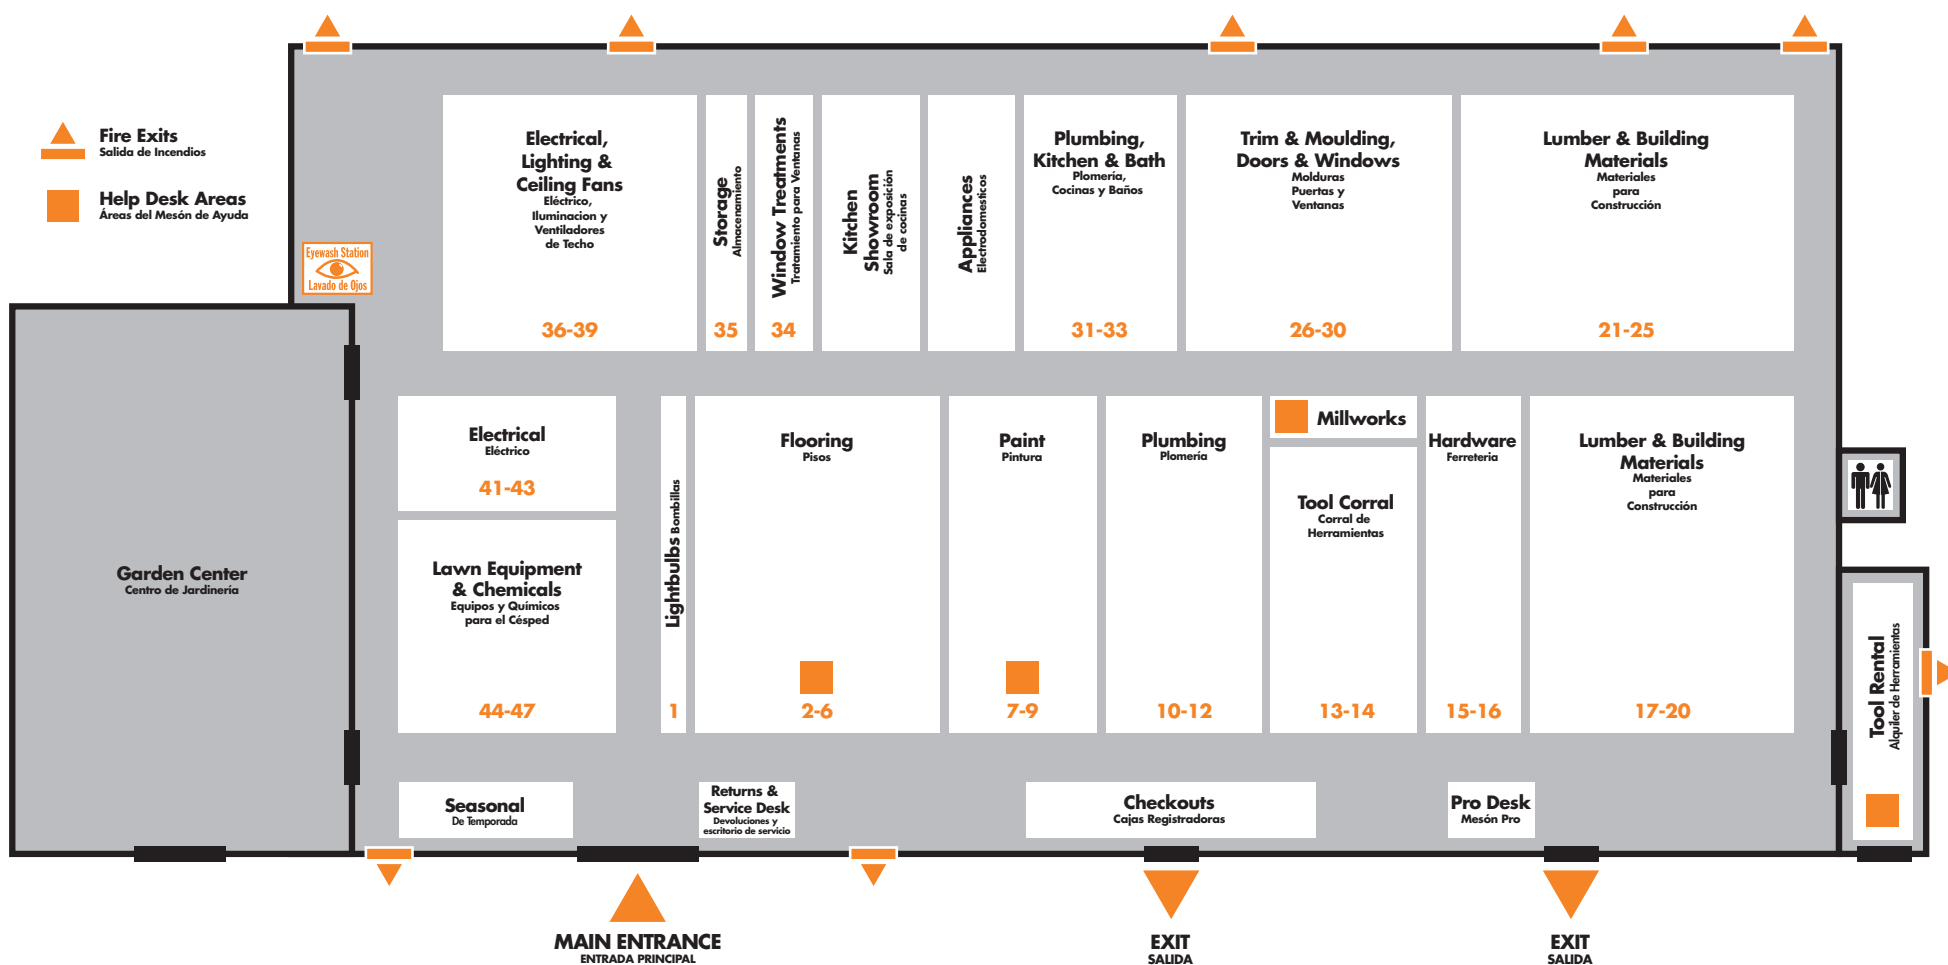 Fire Exits
Salida de Incendios
Help Desk Areas
Áreas del Mesón de Ayuda
Eyewash Station
Lavado de Ojos
Electrical,
Lighting &
Ceiling Fans
Eléctrico,
Iluminacion y
Ventiladores
de Techo
36-39
Storage
Almacenamiento
35
Window Treatments
Tratamiento para Ventanas
34
Kitchen
Showroom
Sala de exposición
de cocinas
Appliances
Electrodomesticos
Plumbing,
Kitchen & Bath
Plomería,
Cocinas y Baños
31-33
Trim & Moulding,
Doors & Windows
Molduras
Puertas y
Ventanas
26-30
Lumber & Building
Materials
Materiales
para
Construcción
21-25
Garden Center
Centro de Jardinería
Electrical
Eléctrico
41-43
Lawn Equipment
& Chemicals
Equipos y Químicos
para el Césped
44-47
Lightbulbs Bombillas
1
Flooring
Pisos
2-6
Paint
Pintura
7-9
Plumbing
Plomería
10-12
Millworks
Tool Corral
Corral de
Herramientas
13-14
Hardware
Ferreteria
15-16
Lumber & Building
Materials
Materiales
para
Construcción
17-20
Tool Rental
Alquiler de Herramientas
Seasonal
De Temporada
Returns &
Service Desk
Devoluciones y
escritorio de servicio
Checkouts
Cajas Registradoras
Pro Desk
Mesón Pro
MAIN ENTRANCE
ENTRADA PRINCIPAL
EXIT
SALIDA
EXIT
SALIDA